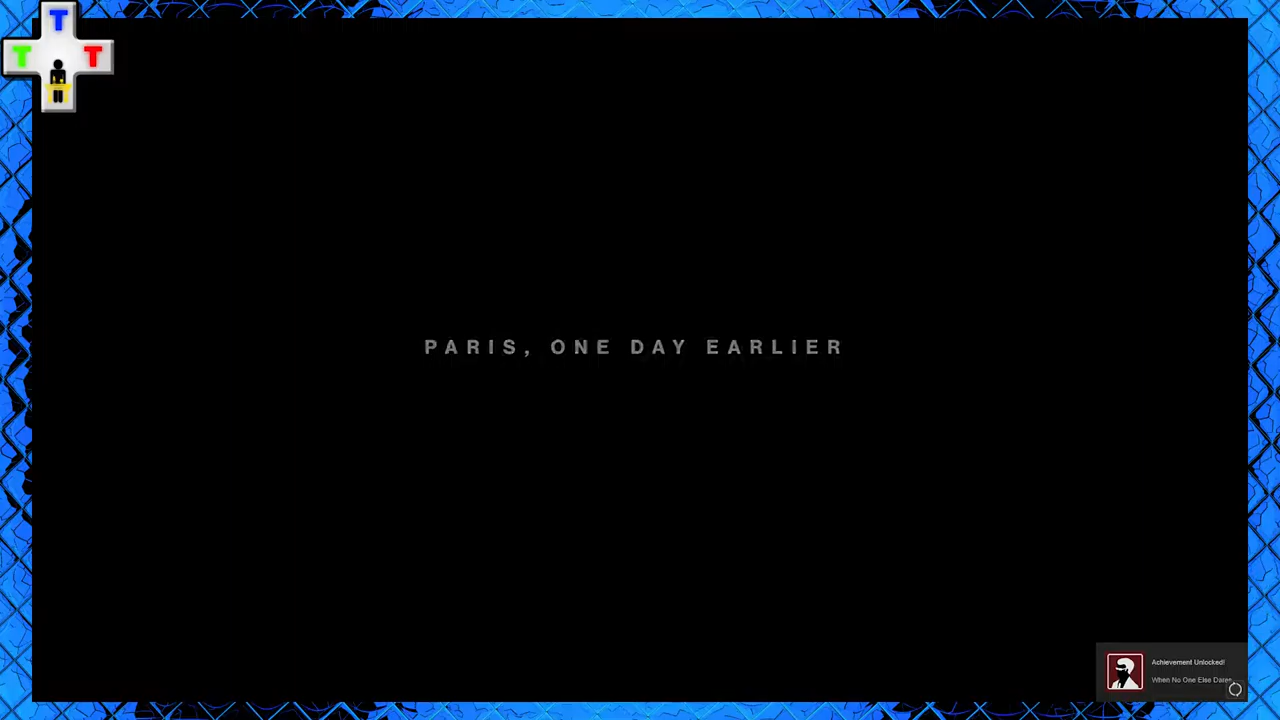 T
T T
PARIS, ONE DAY EARLIER
Achievement Unlocked!
When No One Else Dares